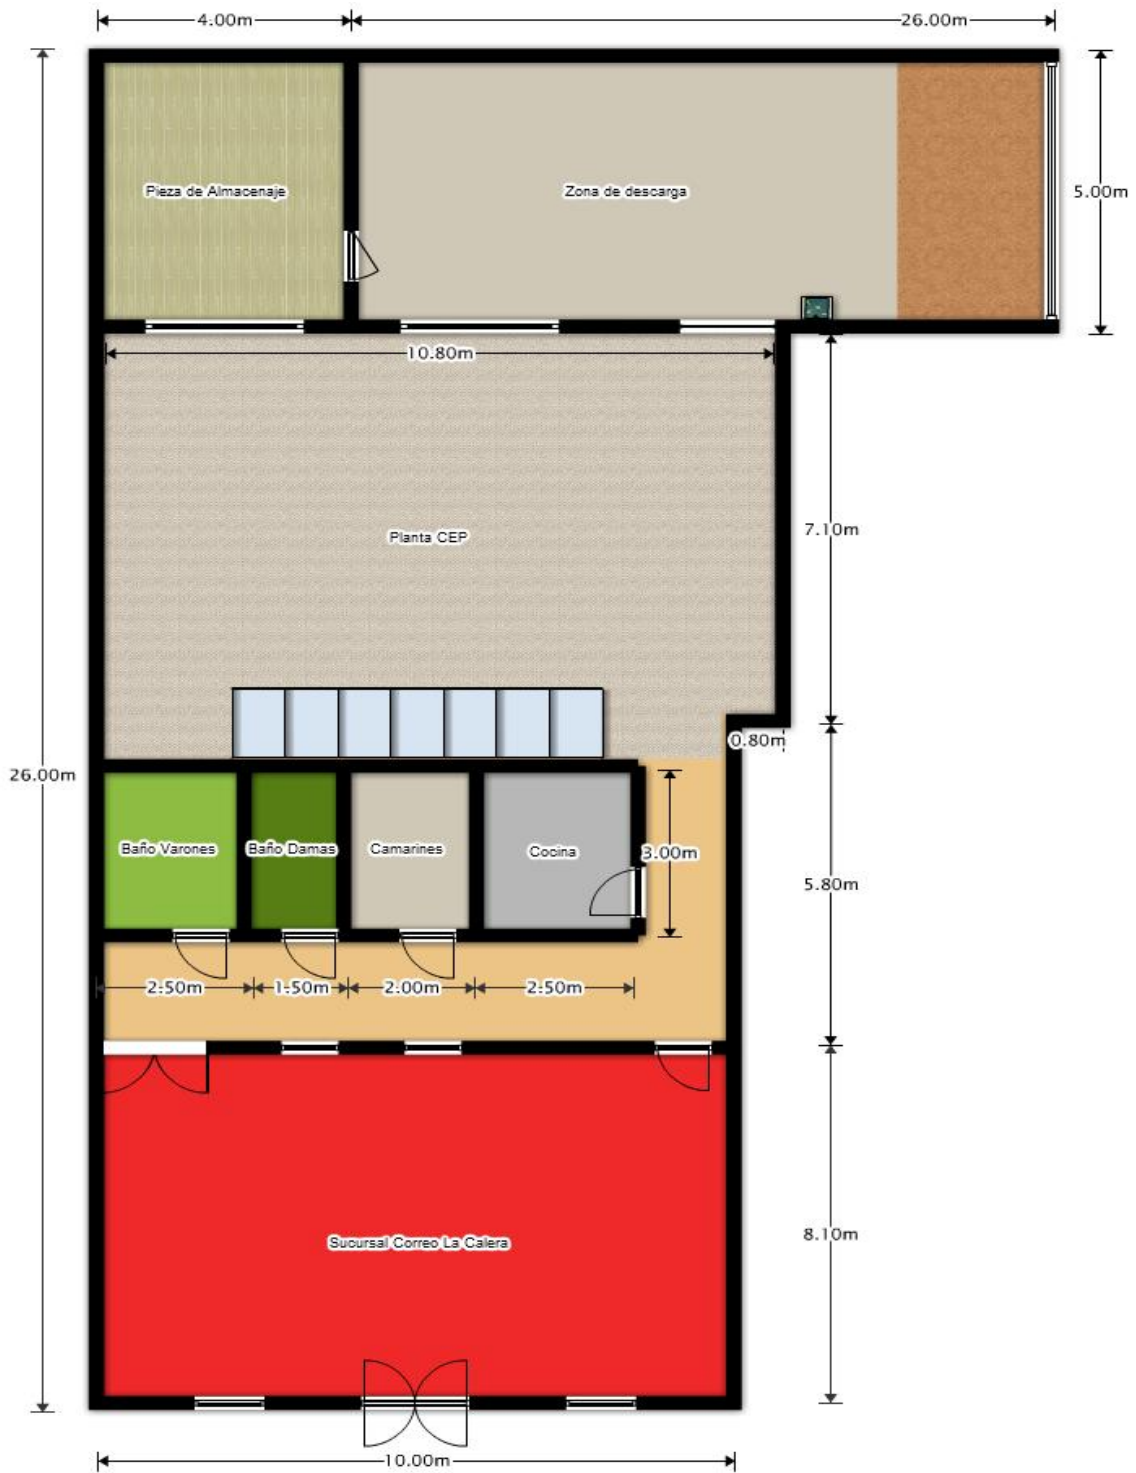 4.00m
26.00m
Pieza de Almacenaje
Zona de descarga
5.00m
10.80m
7.10m
Planta CEP
0.80m
26.00m
Baño Varones
Baño Damas
Camarines
Cocina
3.00m
5.80m
2.50m
1.50m
2.00m
2.50m
8.10m
Sucursal Correo La Calera
10.00m